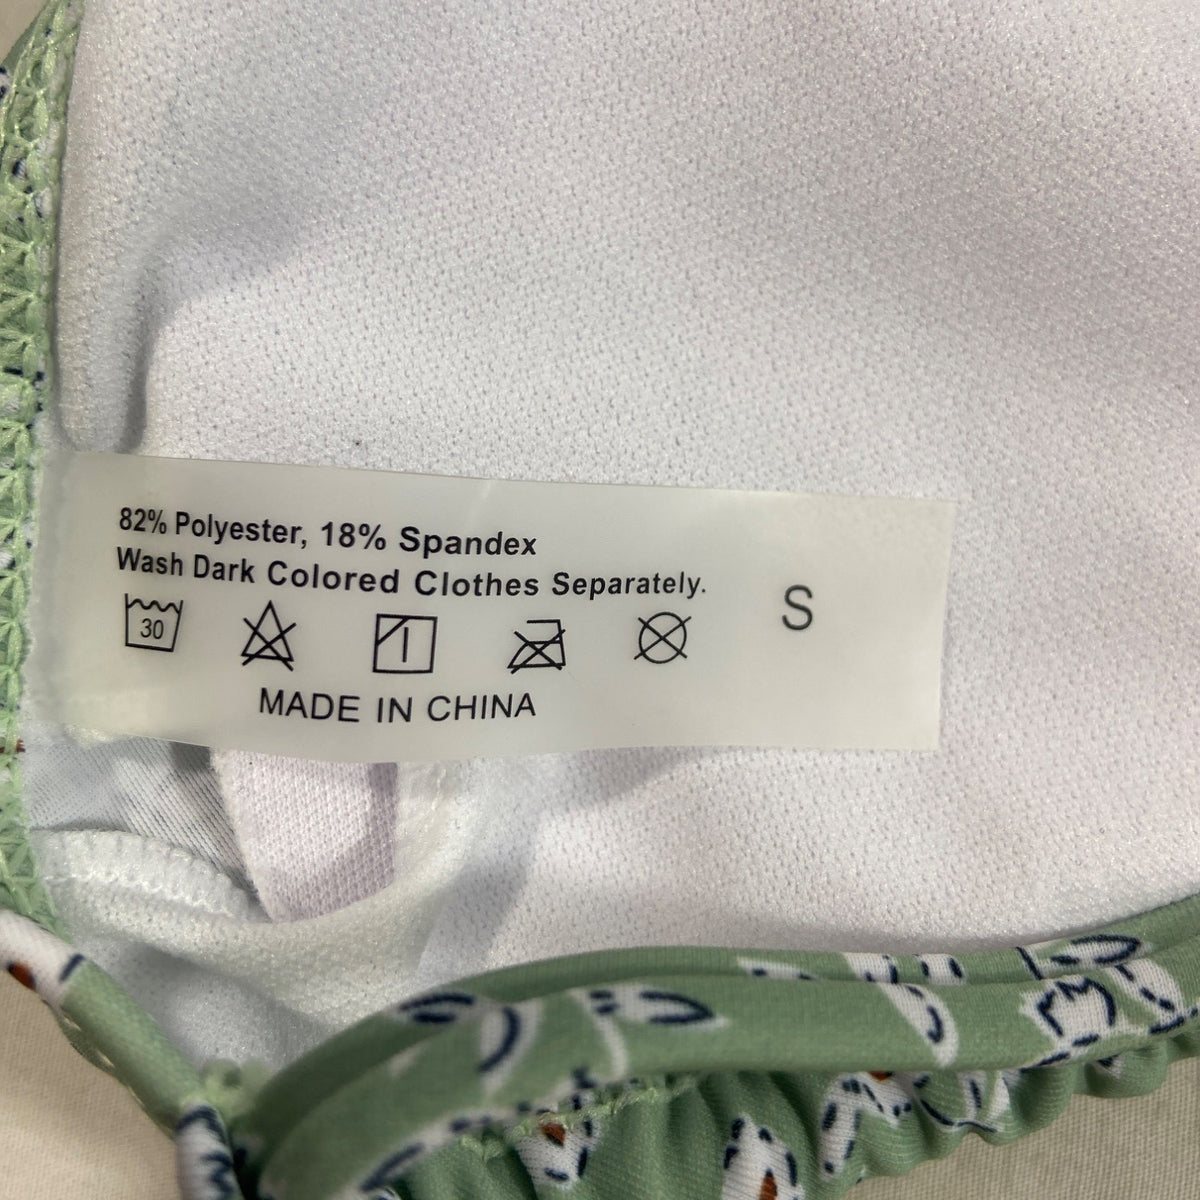 82% Polyester, 18% Spandex
Wash Dark Colored Clothes Separately.
30
S
MADE IN CHINA